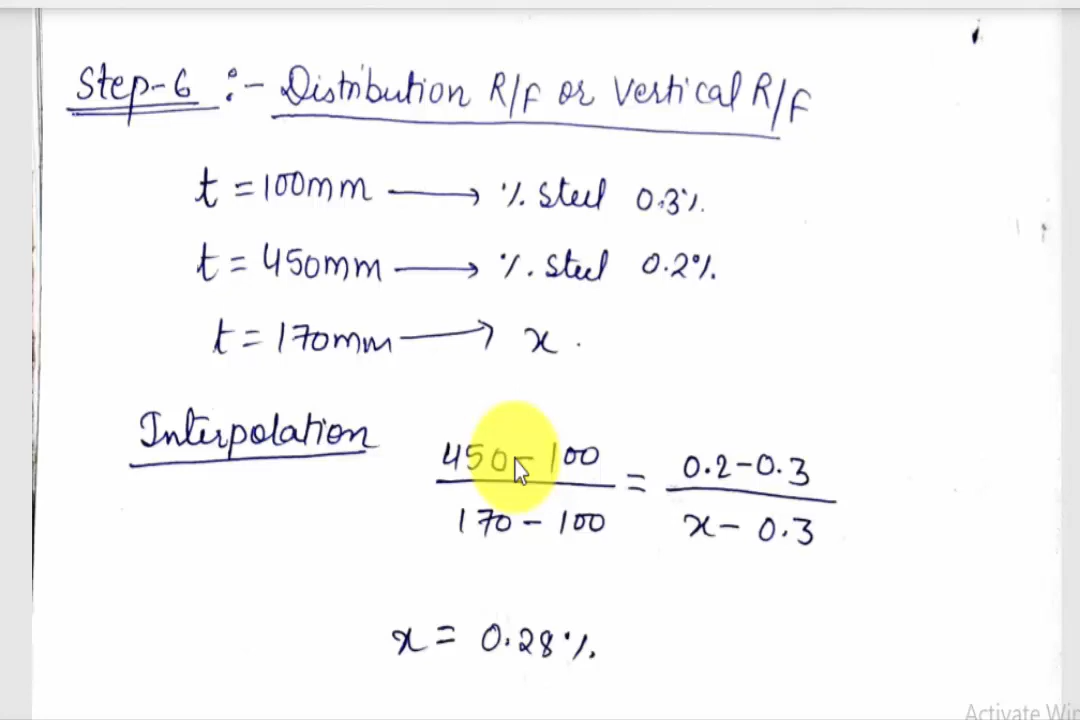 Step-6 :- Distribution R/F or Vertical R/F
t = 100mm → % Steel 0.3%.
t = 450mm → % Steel 0.2%.
t = 170mm → x .
Interpolation
450 - 100 / 170 - 100 = 0.2 - 0.3 / x - 0.3
x = 0.28%.
Activate Win